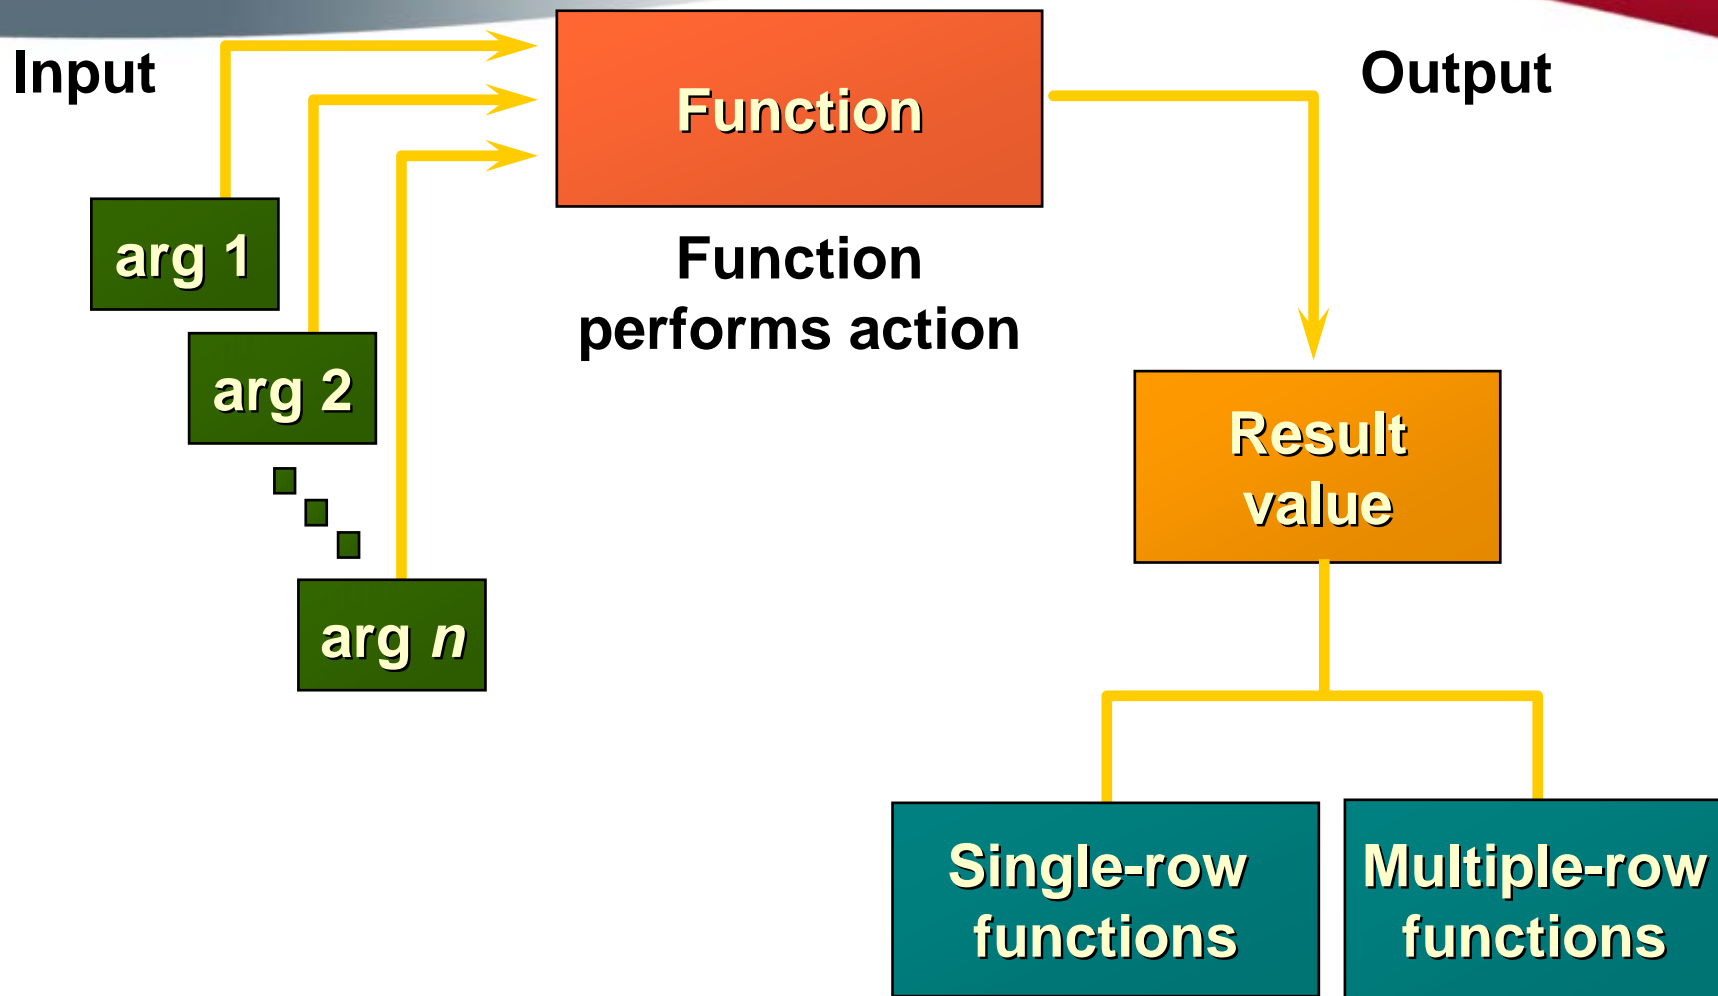 Input
Function
Output
arg 1
Function
performs action
arg 2
Result
value
arg n
Single-row
functions
Multiple-row
functions